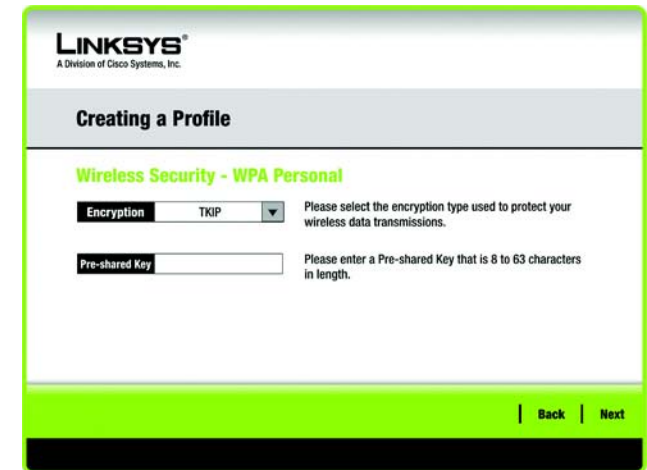 LINKSYS®
A Division of Cisco Systems, Inc.
Creating a Profile
Wireless Security - WPA Personal
Encryption TKIP Please select the encryption type used to protect your
wireless data transmissions.
Pre-shared Key Please enter a Pre-shared Key that is 8 to 63 characters
in length.
Back Next